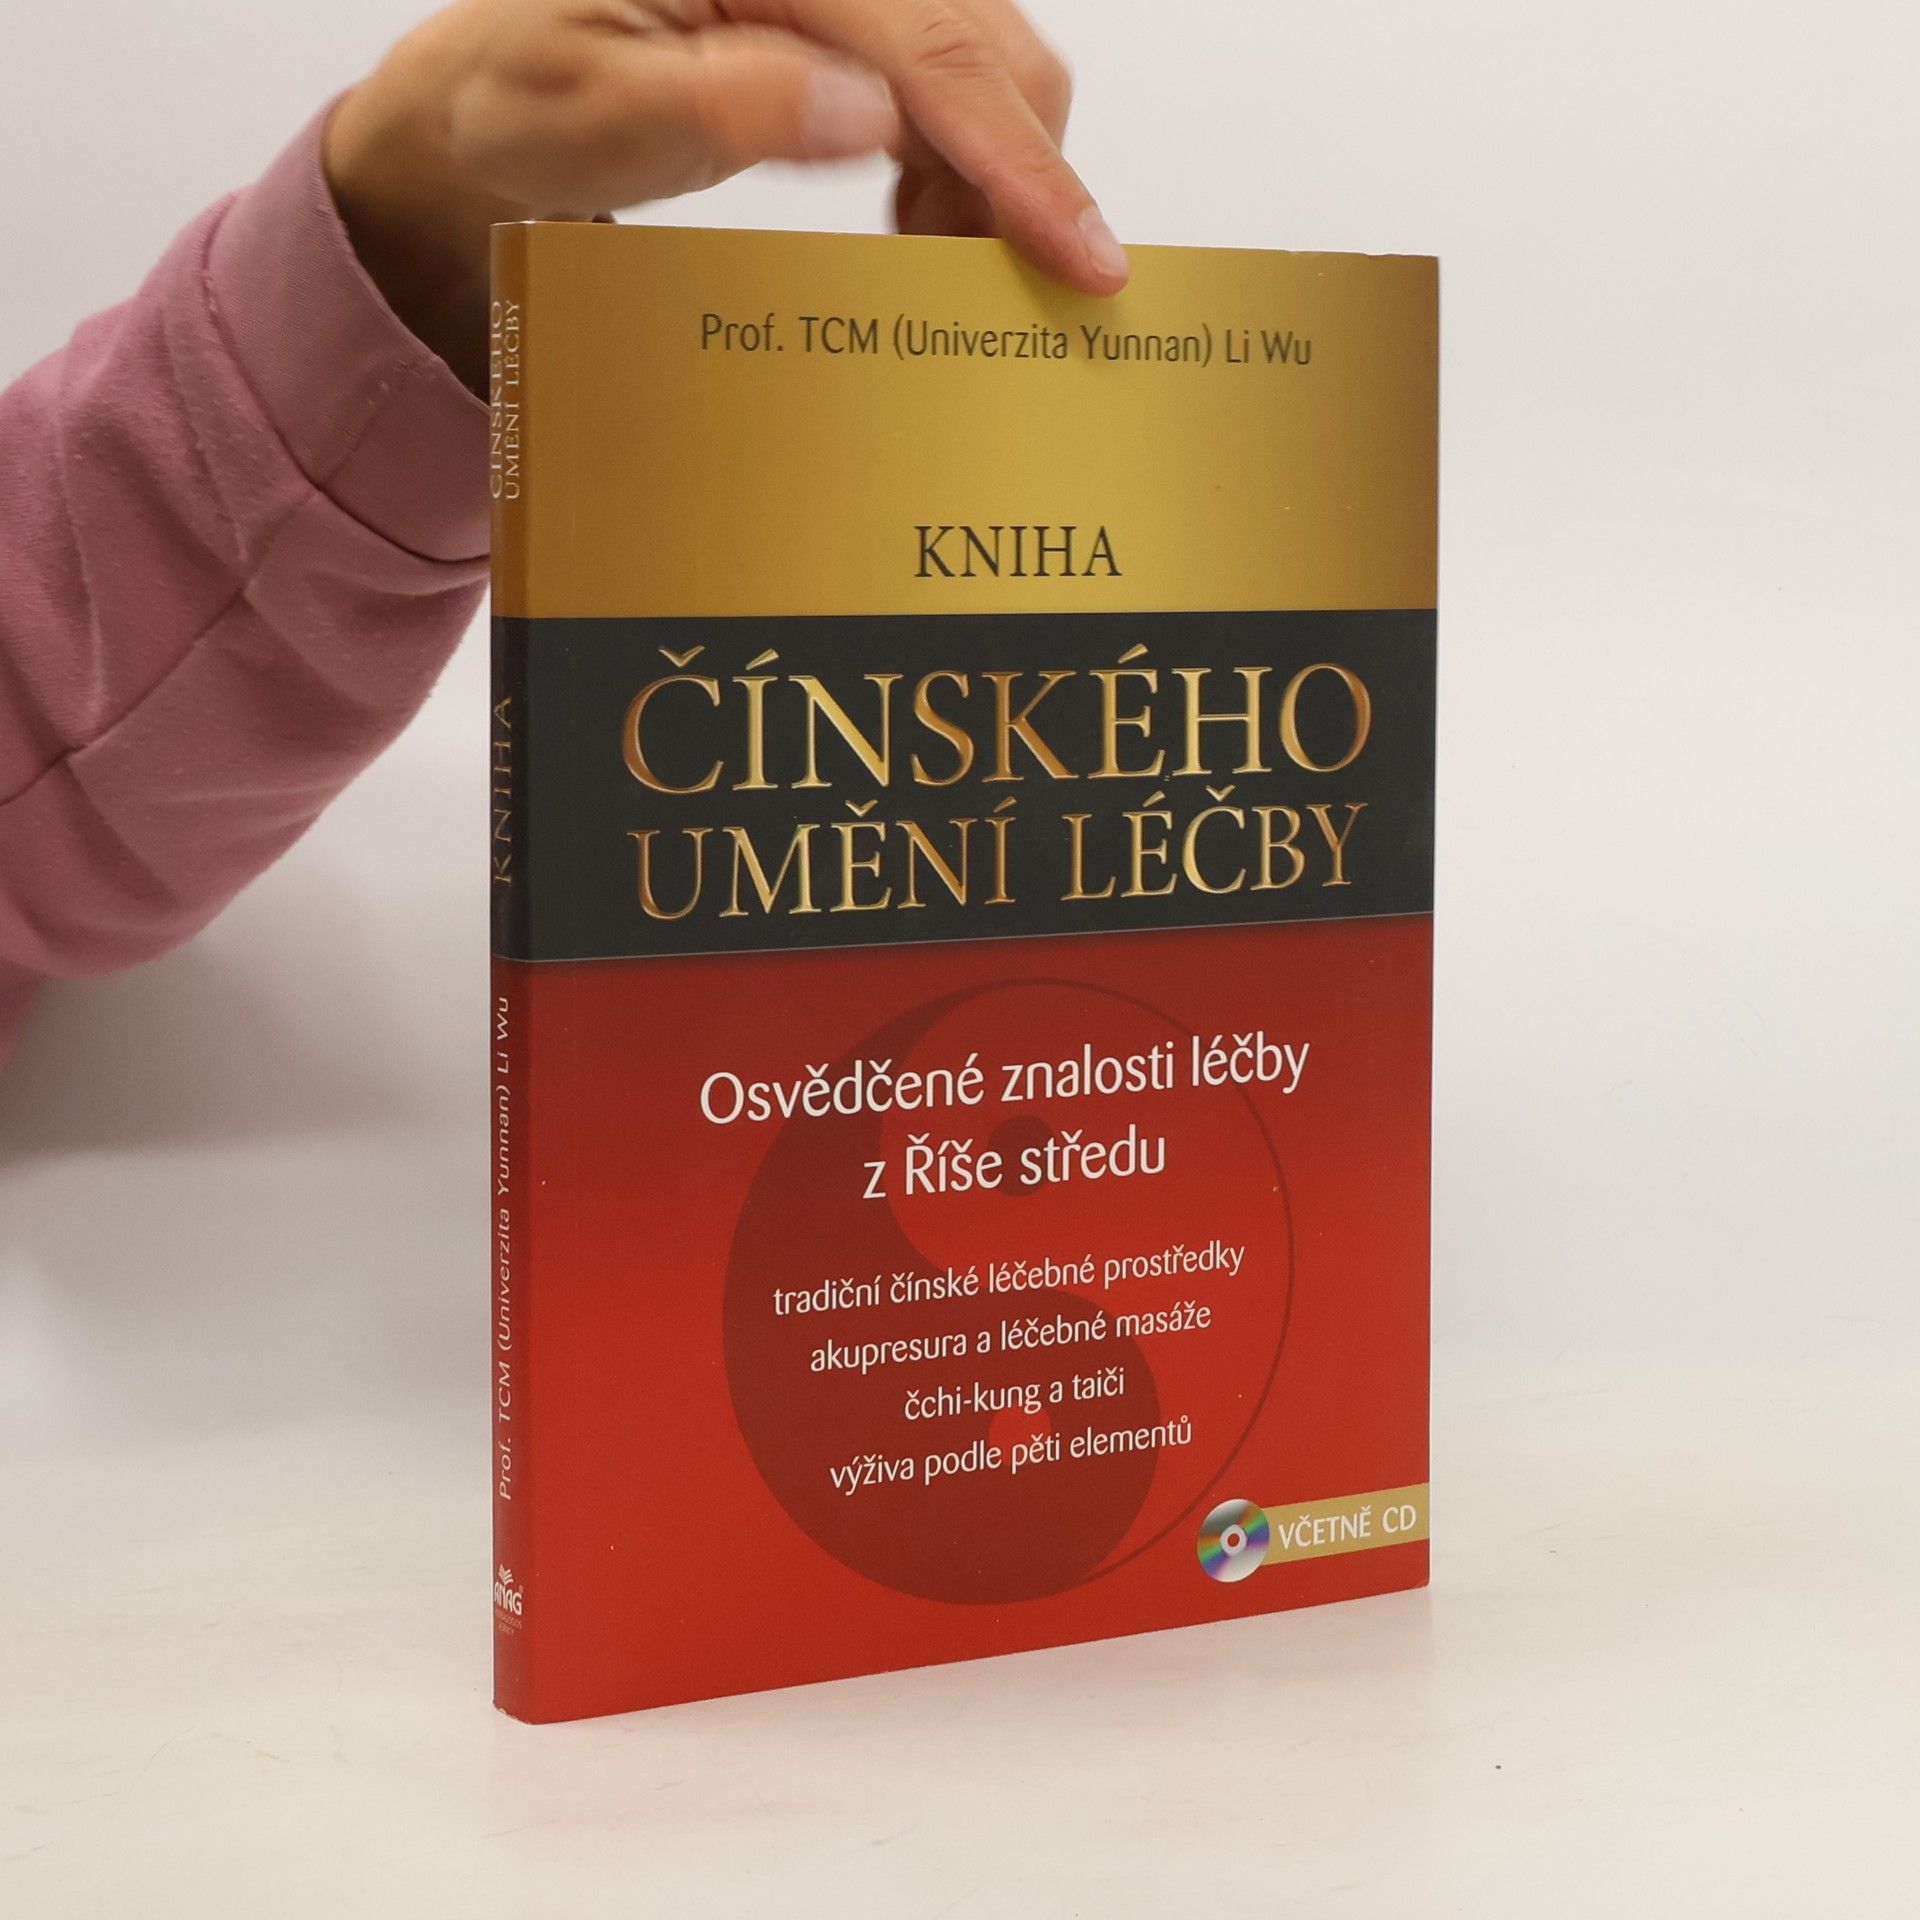 Prof. TCM (Univerzita Yunnan) Li Wu
KNIHA
ČÍNSKÉHO
UMĚNÍ LÉČBY
Osvědčené znalosti léčby
z Říše středu
tradiční čínské léčebné prostředky
akupresura a léčebné masáže
čchi-kung a taiči
výživa podle pěti elementů
VČETNĚ CD
KNIHA
ČÍNSKÉHO
UMĚNÍ LÉČBY
Prof. TCM (Univerzita Yunnan) Li Wu
ANAG